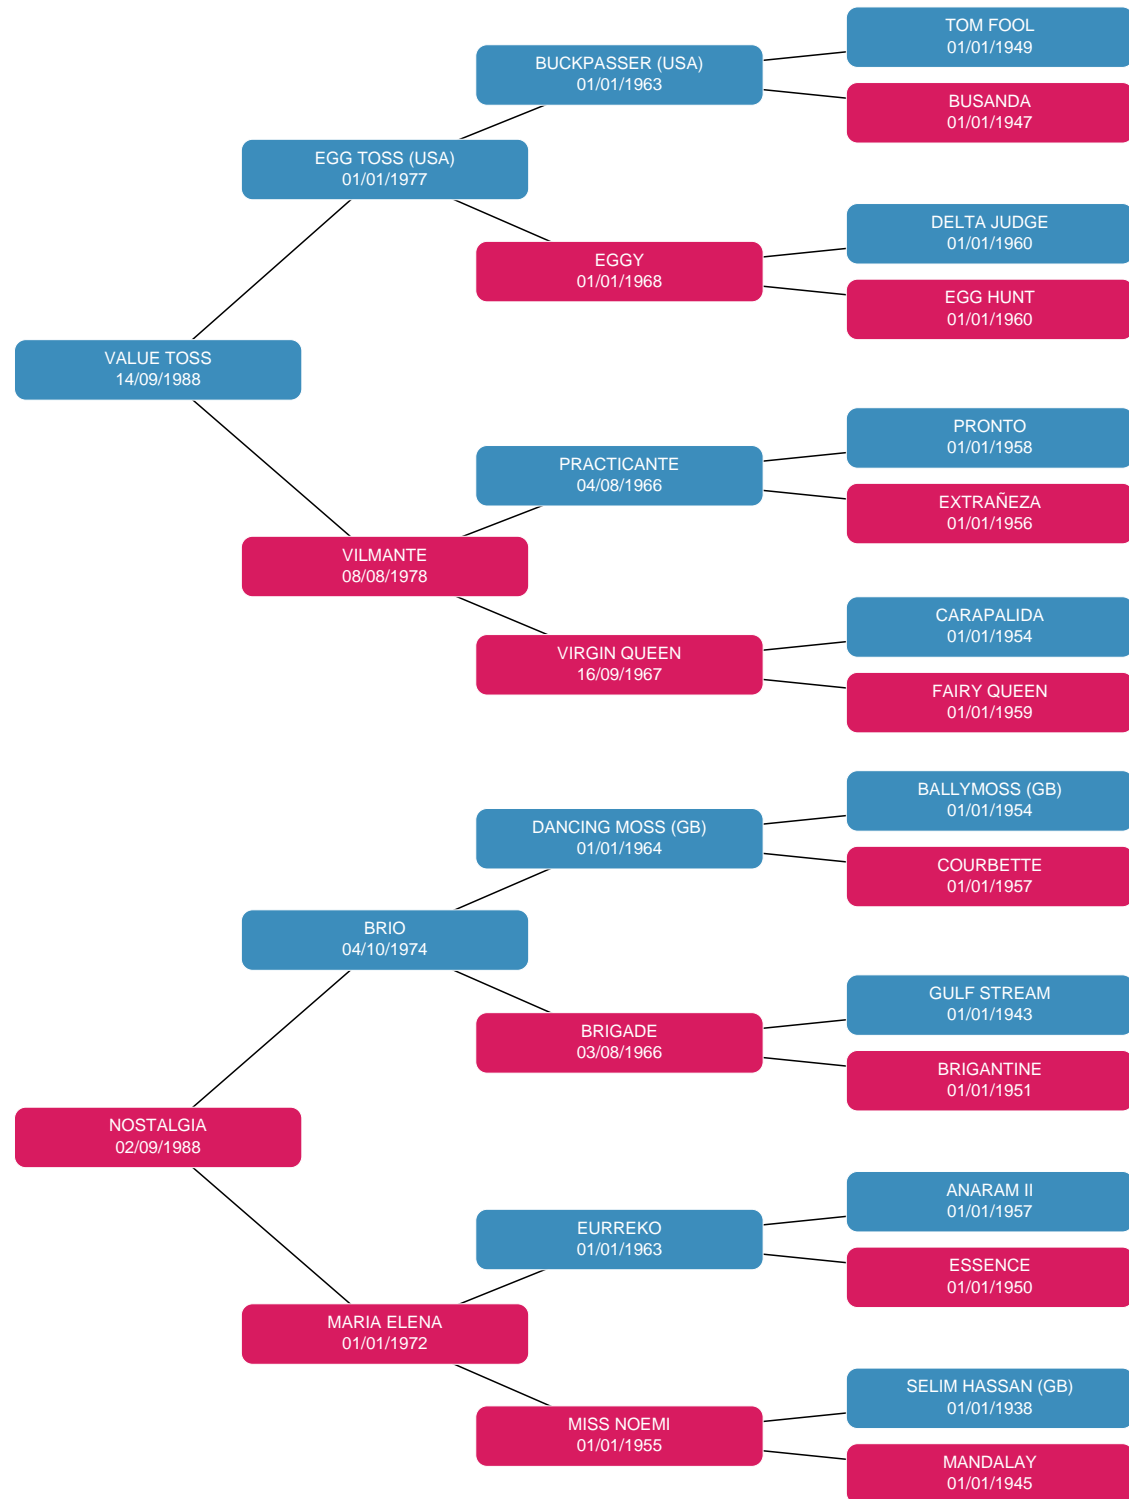 TOM FOOL
01/01/1949
BUCKPASSER (USA)
01/01/1963
BUSANDA
01/01/1947
EGG TOSS (USA)
01/01/1977
DELTA JUDGE
01/01/1960
EGGY
01/01/1968
EGG HUNT
01/01/1960
VALUE TOSS
14/09/1988
PRONTO
01/01/1958
PRACTICANTE
04/08/1966
EXTRAÑEZA
01/01/1956
VILMANTE
08/08/1978
CARAPALIDA
01/01/1954
VIRGIN QUEEN
16/09/1967
FAIRY QUEEN
01/01/1959
BALLYMOSS (GB)
01/01/1954
DANCING MOSS (GB)
01/01/1964
COURBETTE
01/01/1957
BRIO
04/10/1974
GULF STREAM
01/01/1943
BRIGADE
03/08/1966
BRIGANTINE
01/01/1951
NOSTALGIA
02/09/1988
ANARAM II
01/01/1957
EURREKO
01/01/1963
ESSENCE
01/01/1950
MARIA ELENA
01/01/1972
SELIM HASSAN (GB)
01/01/1938
MISS NOEMI
01/01/1955
MANDALAY
01/01/1945